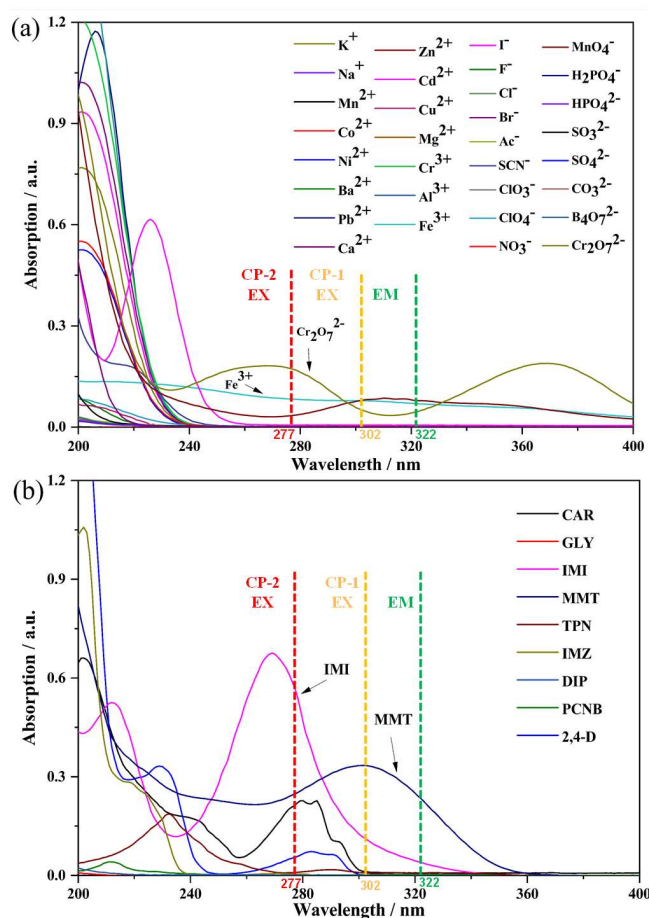 (a)
1.2
0.9
0.6
0.3
0.0
Absorption / a.u.
K⁺
Na⁺
Mn²⁺
Co²⁺
Ni²⁺
Ba²⁺
Pb²⁺
Ca²⁺
Zn²⁺
Cd²⁺
Cu²⁺
Mg²⁺
Cr³⁺
Al³⁺
Fe³⁺
I⁻
F⁻
Cl⁻
Br⁻
Ac⁻
SCN⁻
ClO₃⁻
ClO₄⁻
NO₃⁻
MnO₄⁻
H₂PO₄⁻
HPO₄²⁻
SO₃²⁻
SO₄²⁻
CO₃²⁻
B₄O₇²⁻
Cr₂O₇²⁻
CP-2
EX
CP-1
EX
EM
Fe³⁺
Cr₂O₇²⁻
277
302
322
200 240 280 320 360 400
Wavelength / nm
(b)
1.2
0.9
0.6
0.3
0.0
Absorption / a.u.
CAR
GLY
IMI
MMT
TPN
IMZ
DIP
PCNB
2,4-D
CP-2
EX
CP-1
EX
EM
IMI
MMT
277
302
322
200 240 280 320 360 400
Wavelength / nm